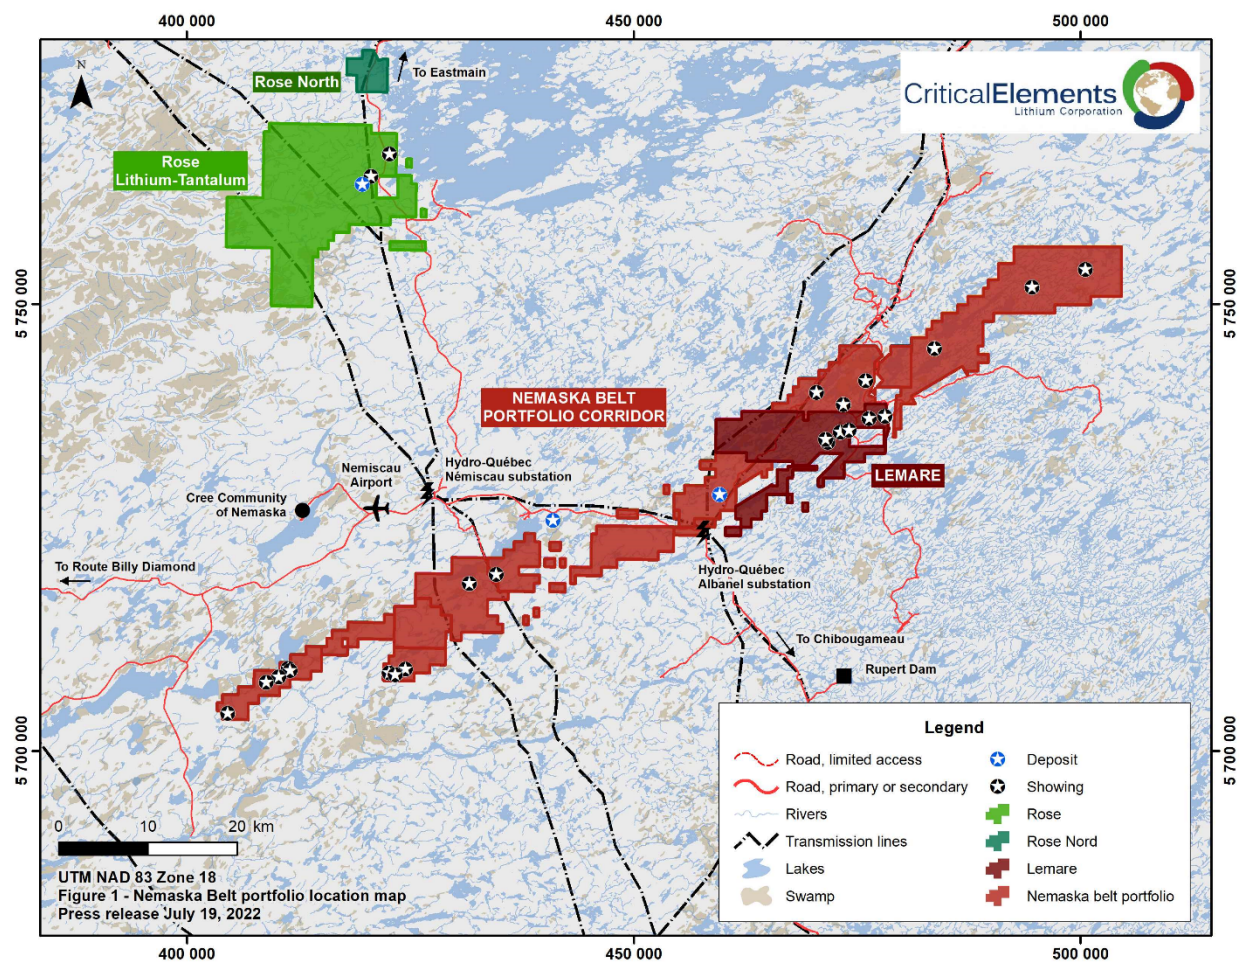 400 000
450 000
500 000
N
Rose North
To Eastmain
CriticalElements
Lithium Corporation
Rose
Lithium-Tantalum
5 750 000
5 750 000
NEMASKA BELT
PORTFOLIO CORRIDOR
Nemiscau
Airport
Hydro-Québec
Némiscau substation
LEMARE
Cree Community
of Nemaska
To Route Billy Diamond
Hydro-Québec
Albanel substation
To Chibougameau
Rupert Dam
5 700 000
5 700 000
Legend
Road, limited access
Road, primary or secondary
Rivers
Transmission lines
Lakes
Swamp
Deposit
Showing
Rose
Rose Nord
Lemare
Nemaska belt portfolio
0 10 20 km
UTM NAD 83 Zone 18
Figure 1 - Nemaska Belt portfolio location map
Press release July 19, 2022
400 000
450 000
500 000